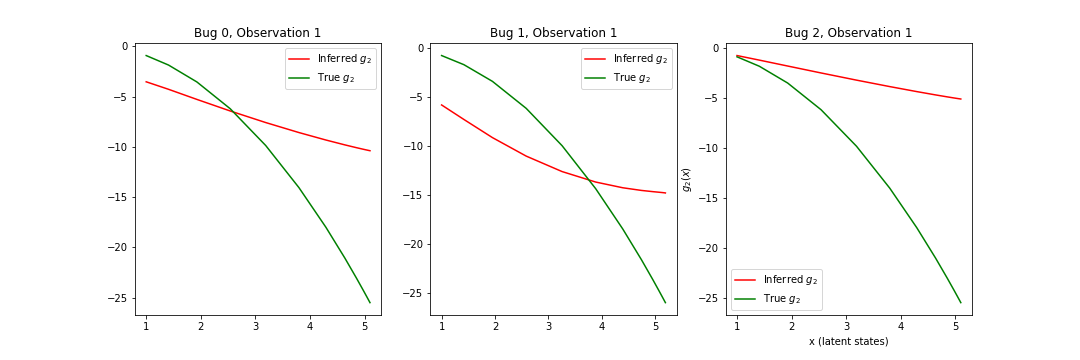 Bug 0, Observation 1
Inferred g₂
True g₂
0
−5
−10
−15
−20
−25
1 2 3 4 5
Bug 1, Observation 1
Inferred g₂
True g₂
0
−5
−10
−15
−20
−25
1 2 3 4 5
Bug 2, Observation 1
g₂(x)
0
−5
−10
−15
−20
−25
Inferred g₂
True g₂
1 2 3 4 5
x (latent states)